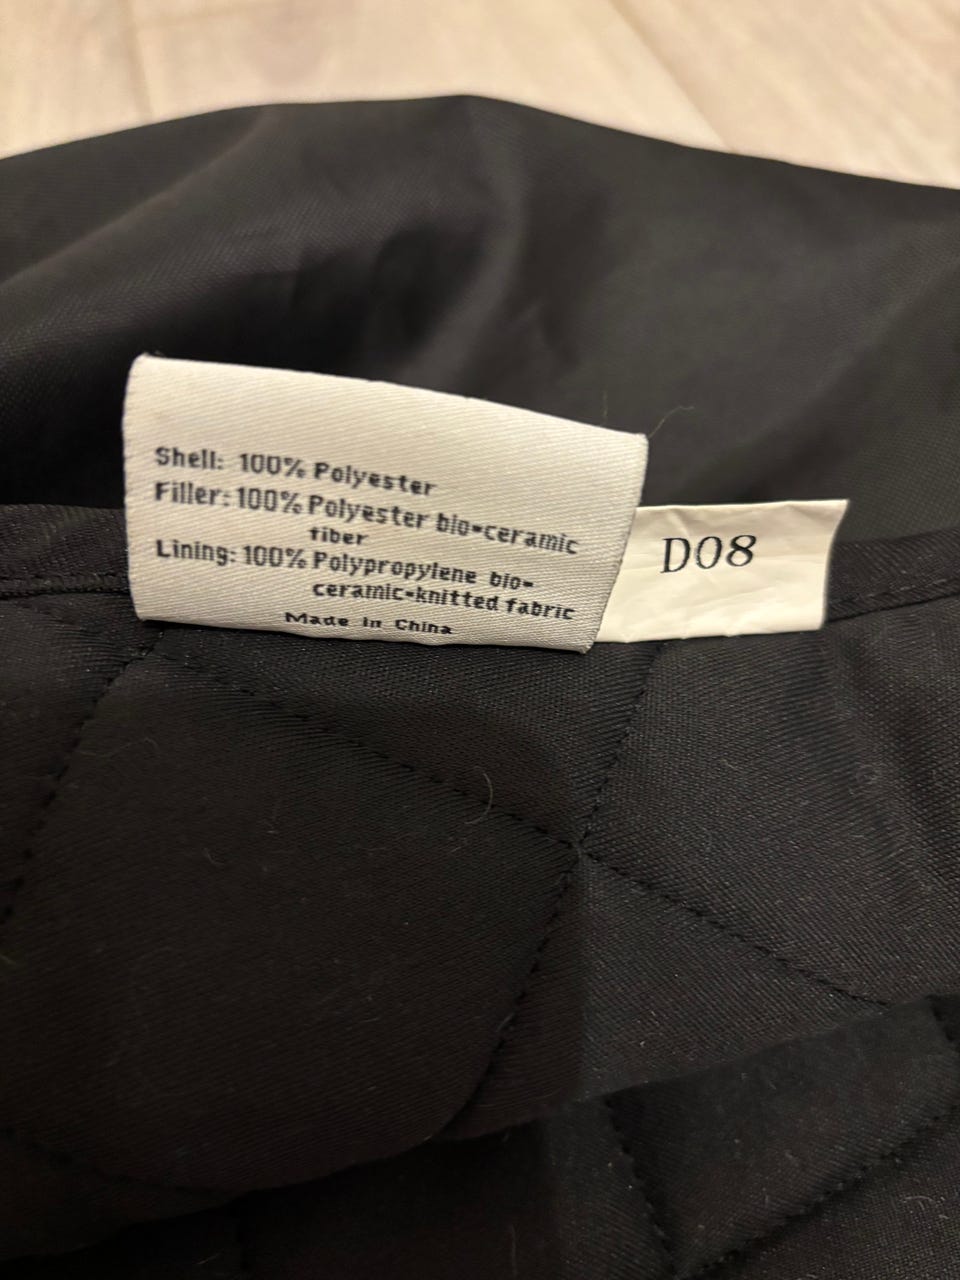 Shell: 100% Polyester
Filler: 100% Polyester bio-ceramic
fiber
Lining: 100% Polypropylene bio-
ceramic-knitted fabric
Made in China
D08